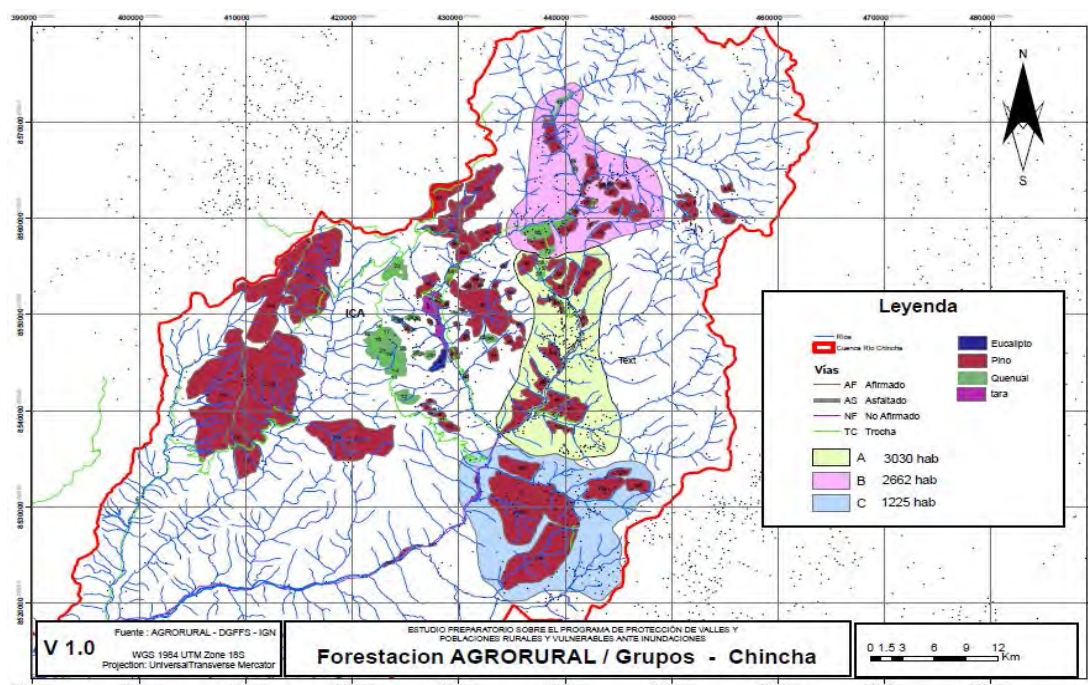 390000 400000 410000 420000 430000 440000 450000 460000 470000 480000
N
S
8570000
8560000
8550000
8540000
8530000
8520000
ICA
Text
Leyenda
Rios
Cuenca Rio Chincha
Vías
AF Afirmado
AS Asfaltado
NF No Afirmado
TC Trocha
Eucalipto
Pino
Quenual
tara
A 3030 hab
B 2662 hab
C 1225 hab
V 1.0
Fuente : AGRORURAL - DGFFS - IGN
WGS 1984 UTM Zone 18S
Projection: UniversalTransverse Mercator
ESTUDIO PREPARATORIO SOBRE EL PROGRAMA DE PROTECCIÓN DE VALLES Y
POBLACIONES RURALES Y VULNERABLES ANTE INUNDACIONES
Forestacion AGRORURAL / Grupos - Chincha
0 1.5 3 6 9 12
Km